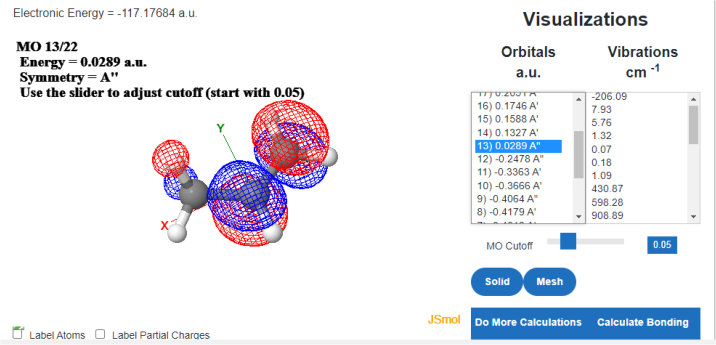 Electronic Energy = -117.17684 a.u.
MO 13/22
Energy = 0.0289 a.u.
Symmetry = A"
Use the slider to adjust cutoff (start with 0.05)
Y
X
JSmol
Label Atoms
Label Partial Charges
Visualizations
Orbitals
a.u.
16) 0.1746 A'
15) 0.1588 A'
14) 0.1327 A'
13) 0.0289 A"
12) -0.2478 A"
11) -0.3363 A'
10) -0.3666 A'
9) -0.4064 A"
8) -0.4179 A'
Vibrations
cm -1
-206.09
7.93
5.76
1.32
0.07
0.18
1.09
430.87
598.28
908.89
MO Cutoff
0.05
Solid
Mesh
Do More Calculations
Calculate Bonding